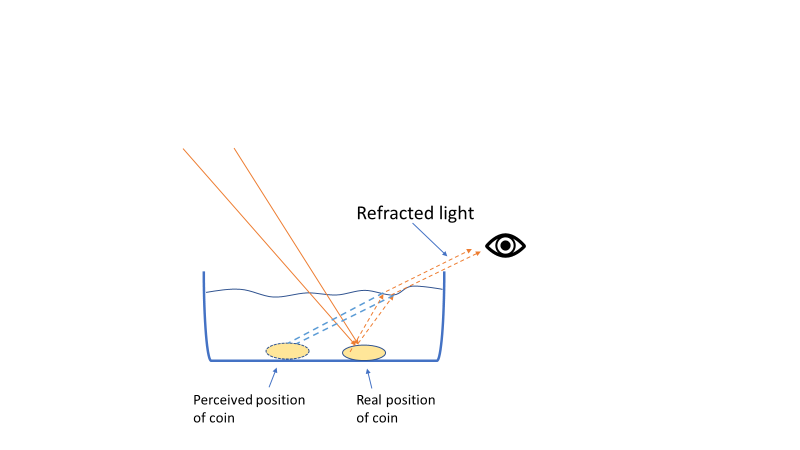 Refracted light
Perceived position
of coin
Real position
of coin